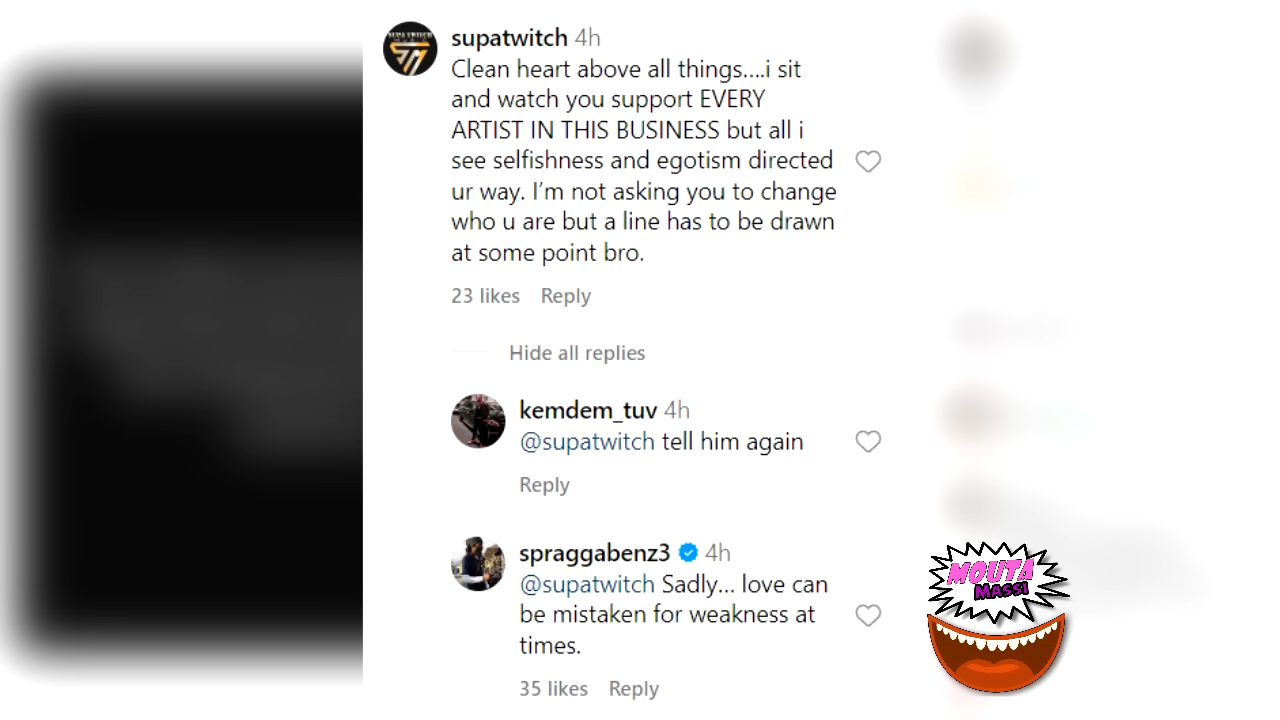 supatwitch 4h
Clean heart above all things....i sit
and watch you support EVERY
ARTIST IN THIS BUSINESS but all i
see selfishness and egotism directed
ur way. I’m not asking you to change
who u are but a line has to be drawn
at some point bro.
23 likes Reply
Hide all replies
kemdem_tuv 4h
@supatwitch tell him again
Reply
spraggabenz3 4h
@supatwitch Sadly... love can
be mistaken for weakness at
times.
35 likes Reply
MOUTA
MASSI